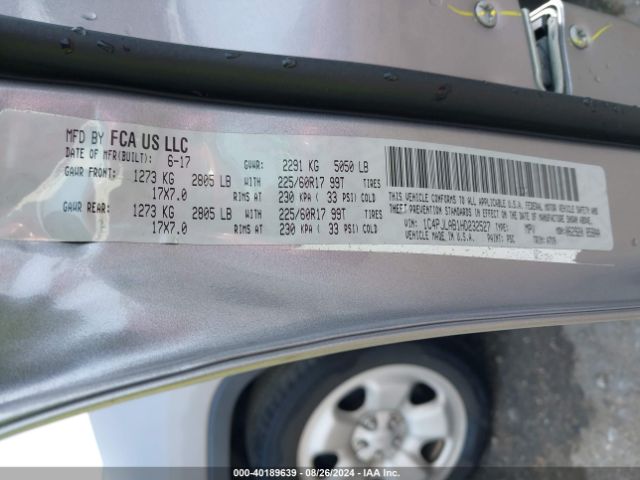 MFD BY FCA US LLC
DATE OF MFR(BUILT): 6-17 GVWR: 2291 KG 5050 LB
GAWR FRONT: 1273 KG 2805 LB WITH 225/60R17 99T TIRES
17X7.0 RIMS AT 230 KPA ( 33 PSI) COLD
GAWR REAR: 1273 KG 2805 LB WITH 225/60R17 99T TIRES
17X7.0 RIMS AT 230 KPA ( 33 PSI) COLD
THIS VEHICLE CONFORMS TO ALL APPLICABLE U.S.A. FEDERAL MOTOR VEHICLE SAFETY AND
THEFT PREVENTION STANDARDS IN EFFECT ON THE DATE OF MANUFACTURE SHOWN ABOVE.
VIN: 1C4PJLAB1HD232527 TYPE: MPV MDH:
VEHICLE MADE IN U.S.A. PAINT: PSC TRIM:
000-40189639 - 08/26/2024 - IAA Inc.